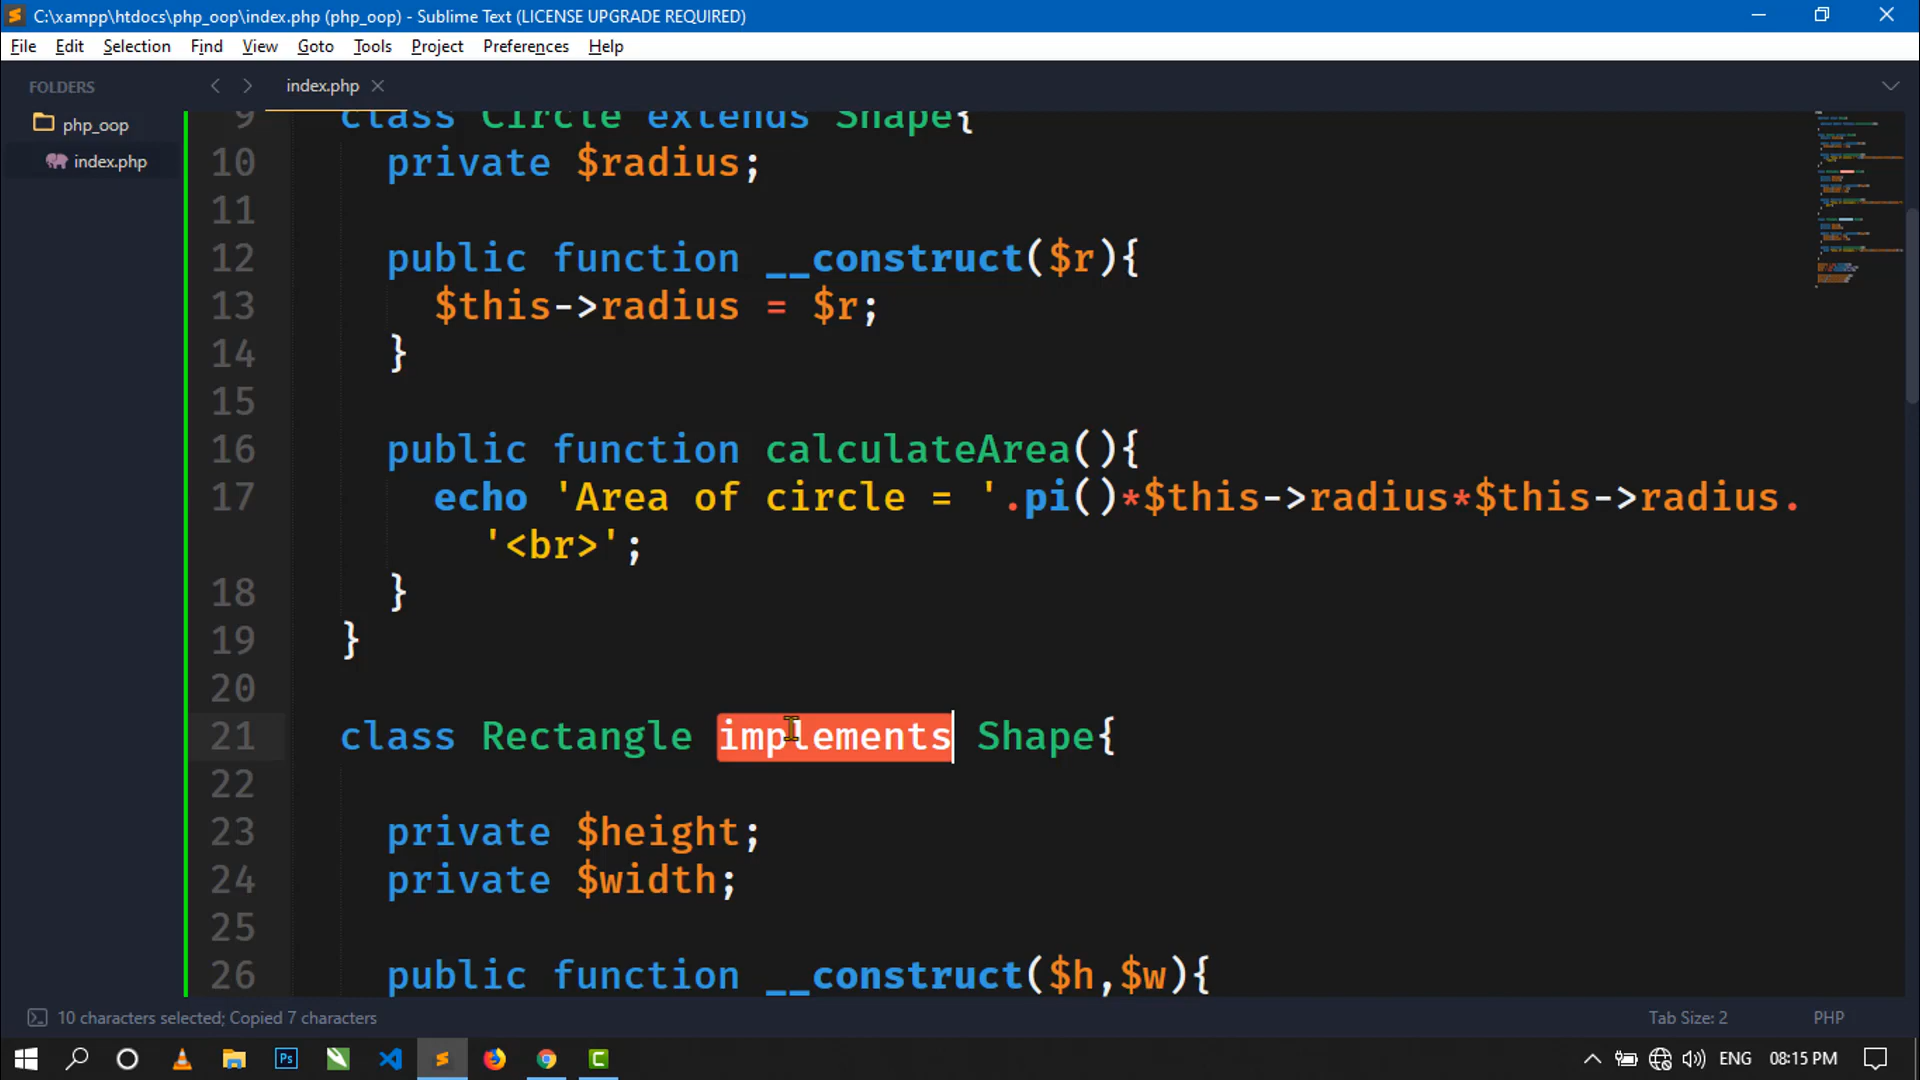 C:\xampp\htdocs\php_oop\index.php (php_oop) - Sublime Text (LICENSE UPGRADE REQUIRED)
File Edit Selection Find View Goto Tools Project Preferences Help
FOLDERS
php_oop
index.php
index.php
9 class Circle extends Shape{
10 private $radius;
11
12 public function __construct($r){
13 $this->radius = $r;
14 }
15
16 public function calculateArea(){
17 echo 'Area of circle = '.pi()*$this->radius*$this->radius.
'<br>';
18 }
19 }
20
21 class Rectangle implements Shape{
22
23 private $height;
24 private $width;
25
26 public function __construct($h,$w){
10 characters selected; Copied 7 characters
Tab Size: 2
PHP
Ps
C
ENG
08:15 PM